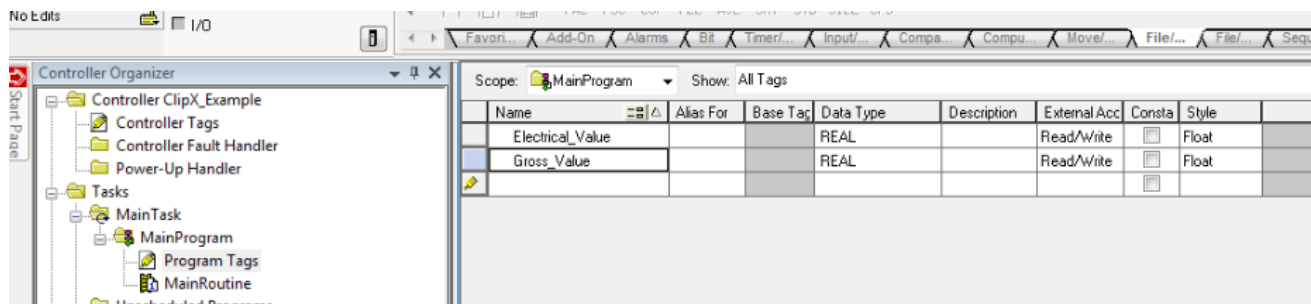 No Edits
I/O
Favori... Add-On Alarms Bit Timer/... Input/... Compa... Compu... Move/... File/... File/... Sequ
Start Page
Controller Organizer
Controller ClipX_Example
Controller Tags
Controller Fault Handler
Power-Up Handler
Tasks
MainTask
MainProgram
Program Tags
MainRoutine
Scope: MainProgram Show: All Tags
Name Alias For Base Tag Data Type Description External Acc Consta Style
Electrical_Value REAL Read/Write Float
Gross_Value REAL Read/Write Float